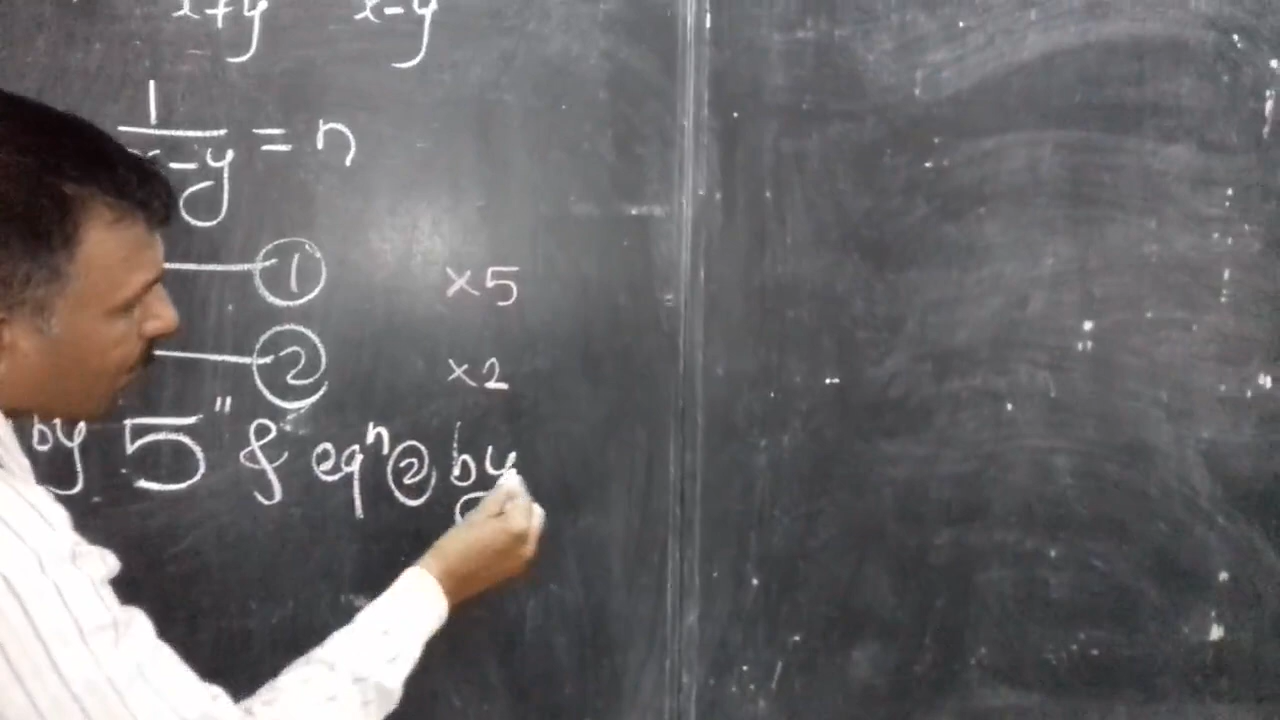 x+y x-y
1/x-y = n
① ×5
② ×2
by 5" & eqⁿ ② by